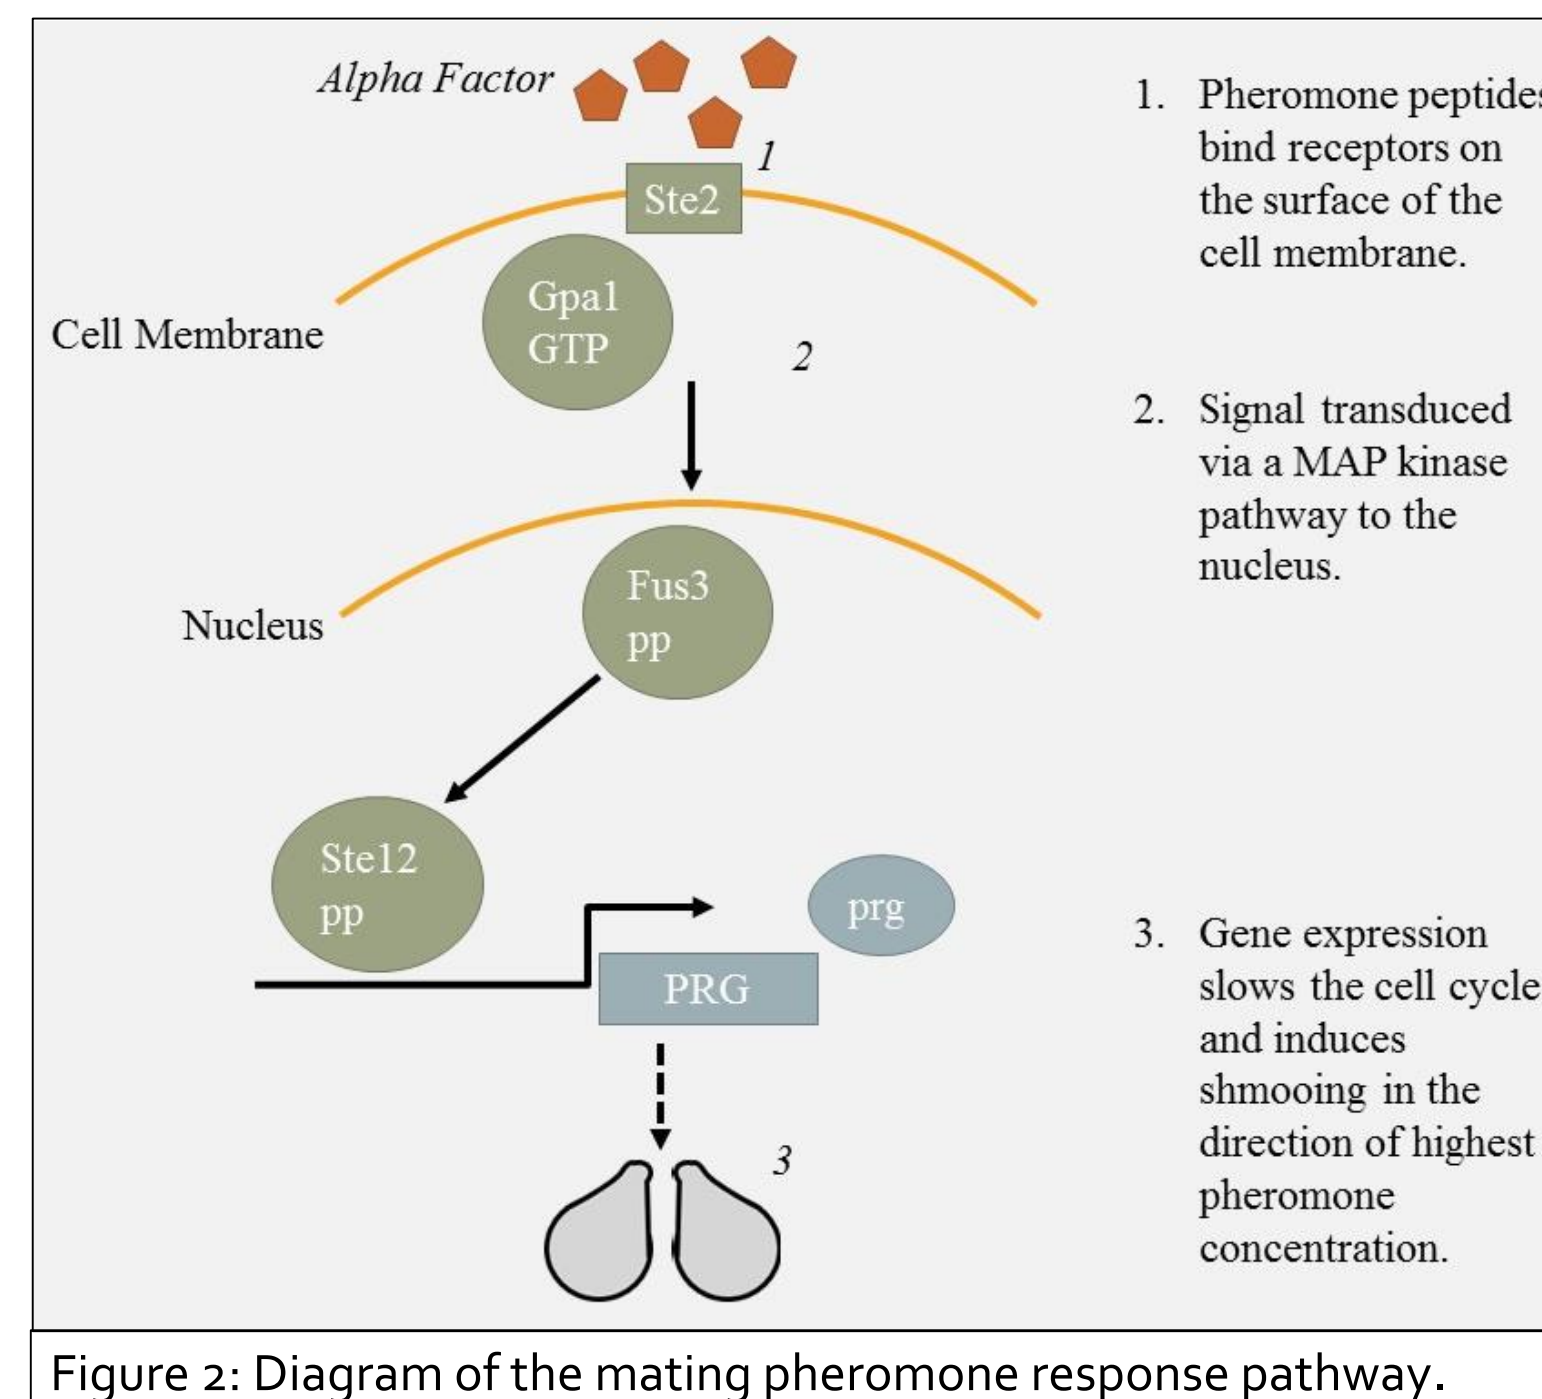 Alpha Factor
1
Ste2
Gpa1
GTP
Cell Membrane
2
Fus3
pp
Nucleus
Ste12
pp
prg
PRG
3
1. Pheromone peptides
bind receptors on
the surface of the
cell membrane.
2. Signal transduced
via a MAP kinase
pathway to the
nucleus.
3. Gene expression
slows the cell cycle
and induces
shmooing in the
direction of highest
pheromone
concentration.
Figure 2: Diagram of the mating pheromone response pathway.